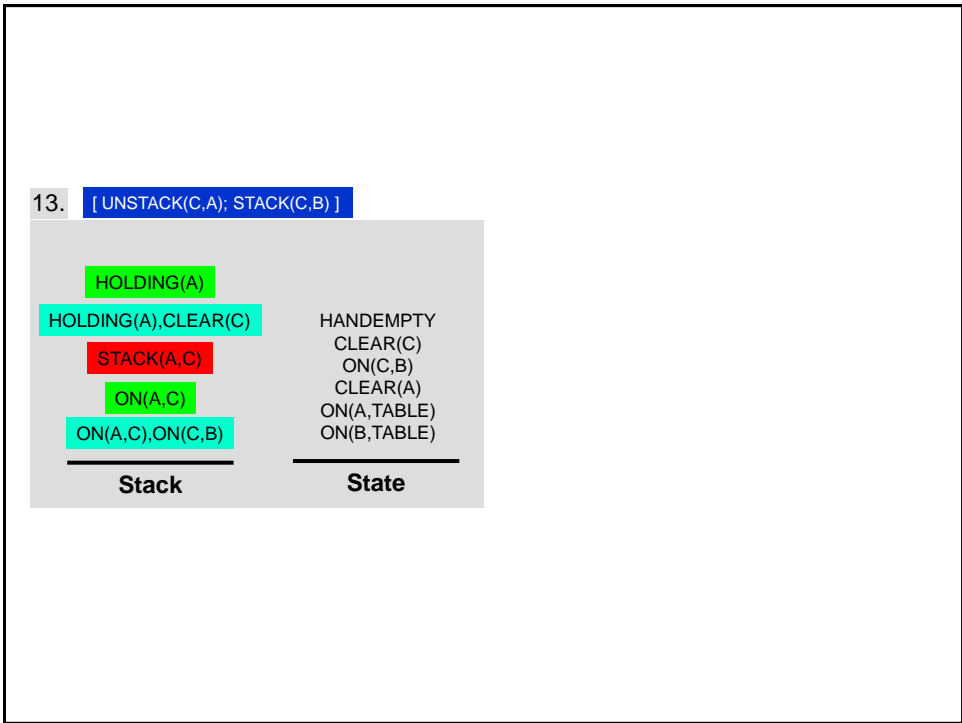 13. [ UNSTACK(C,A); STACK(C,B) ]
HOLDING(A)
HOLDING(A),CLEAR(C)
STACK(A,C)
ON(A,C)
ON(A,C),ON(C,B)
Stack
HANDEMPTY
CLEAR(C)
ON(C,B)
CLEAR(A)
ON(A,TABLE)
ON(B,TABLE)
State